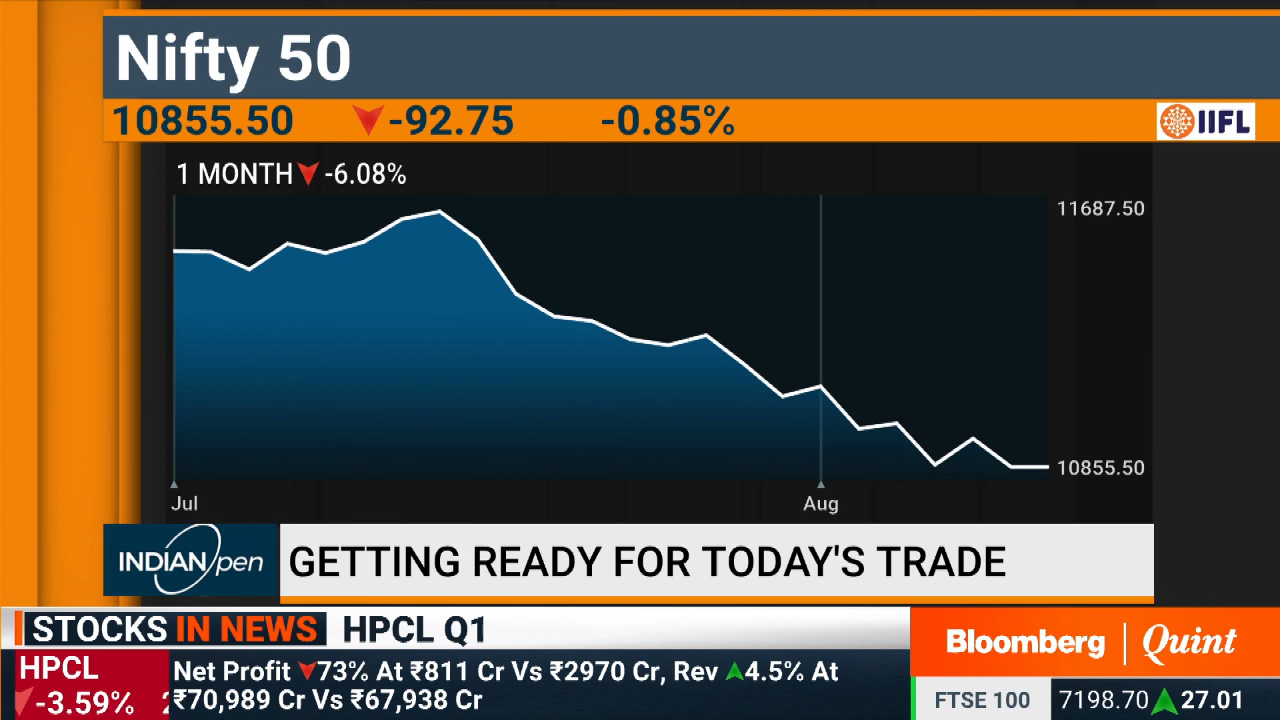 Nifty 50
10855.50 -92.75 -0.85%
IIFL
1 MONTH -6.08%
11687.50
10855.50
Jul Aug
INDIAN Open GETTING READY FOR TODAY'S TRADE
STOCKS IN NEWS HPCL Q1
Bloomberg | Quint
HPCL
-3.59%
Net Profit 73% At ₹811 Cr Vs ₹2970 Cr, Rev 4.5% At
₹70,989 Cr Vs ₹67,938 Cr
FTSE 100 7198.70 27.01